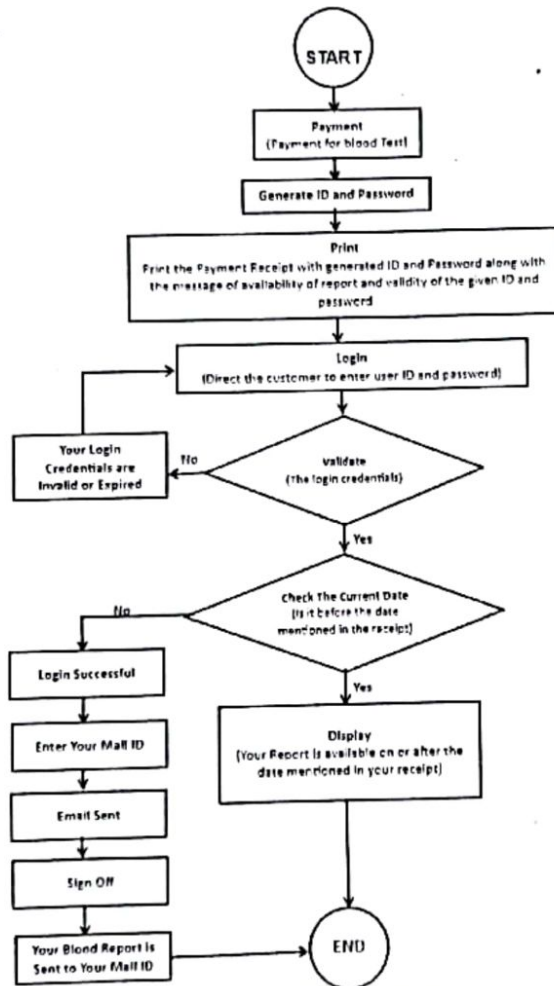 START
Payment
(Payment for blood Test)
Generate ID and Password
Print
Print the Payment Receipt with generated ID and Password along with
the message of availability of report and validity of the given ID and
password
Login
(Direct the customer to enter user ID and password)
Your Login
Credentials are
Invalid or Expired
No
Validate
(The login credentials)
Yes
Check The Current Date
(Is it before the date
mentioned in the receipt)
No
Yes
Login Successful
Display
(Your Report is available on or after the
date mentioned in your receipt)
Enter Your Mail ID
Email Sent
Sign Off
Your Blood Report is
Sent to Your Mail ID
END